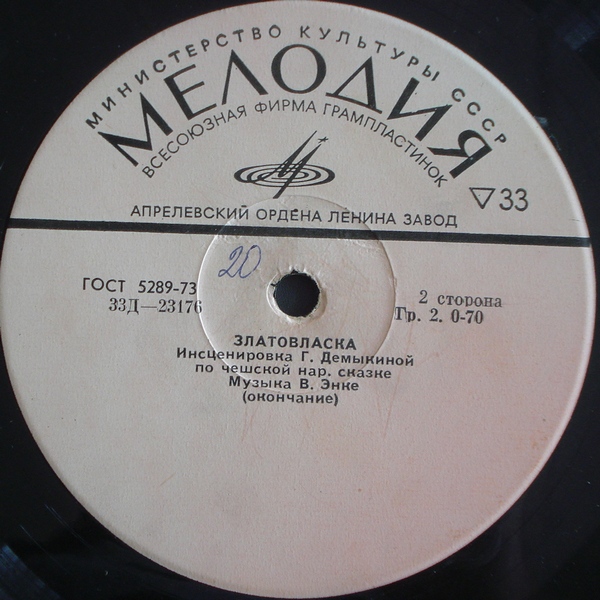 МИНИСТЕРСТВО КУЛЬТУРЫ СССР
МЕЛОДИЯ
ВСЕСОЮЗНАЯ ФИРМА ГРАМПЛАСТИНОК
33
АПРЕЛЕВСКИЙ ОРДЕНА ЛЕНИНА ЗАВОД
20
ГОСТ 5289-73
33Д—23176
2 сторона
Гр. 2. 0-70
ЗЛАТОВЛАСКА
Инсценировка Г. Демыкиной
по чешской нар. сказке
Музыка В. Энке
(окончание)